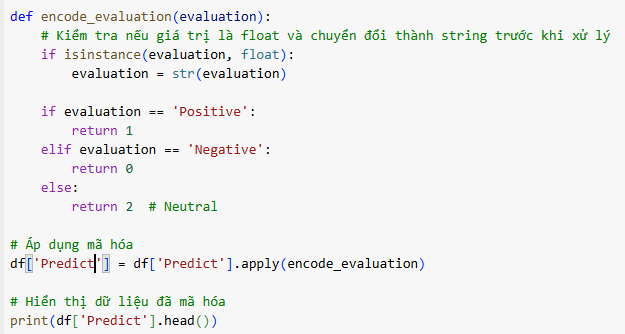 def encode_evaluation(evaluation):
    # Kiểm tra nếu giá trị là float và chuyển đổi thành string trước khi xử lý
    if isinstance(evaluation, float):
        evaluation = str(evaluation)

    if evaluation == 'Positive':
        return 1
    elif evaluation == 'Negative':
        return 0
    else:
        return 2  # Neutral

# Áp dụng mã hóa
df['Predict'] = df['Predict'].apply(encode_evaluation)

# Hiển thị dữ liệu đã mã hóa
print(df['Predict'].head())